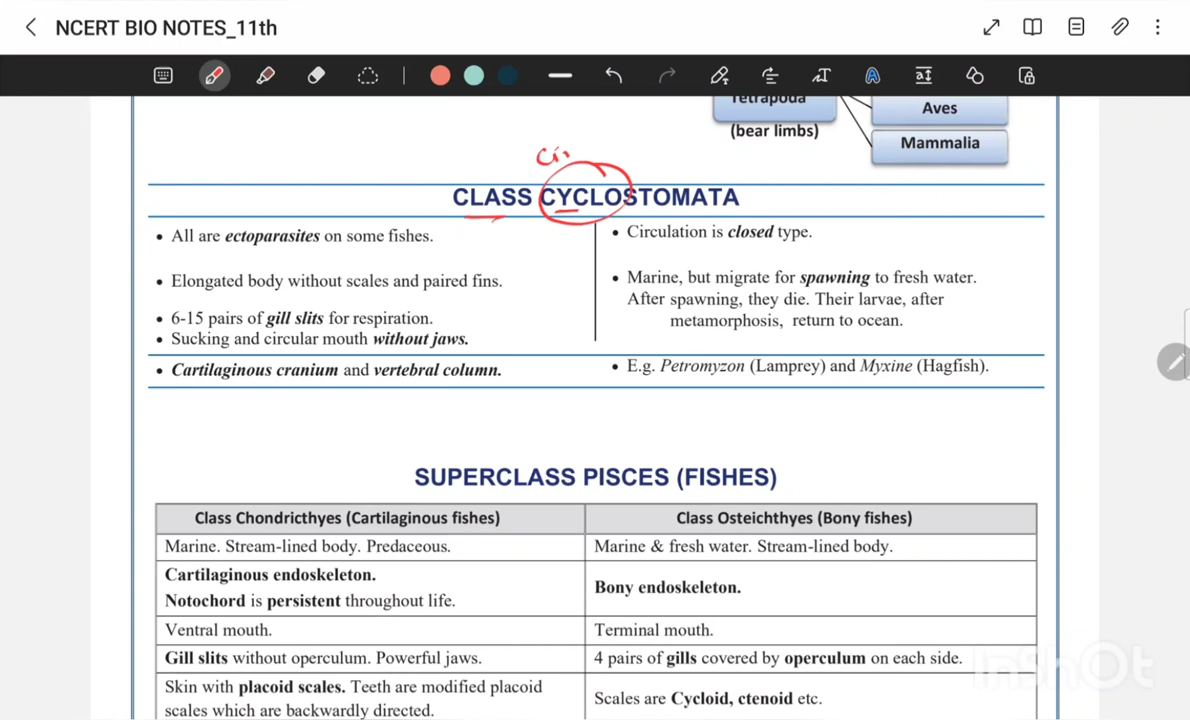 NCERT BIO NOTES_11th
Tetrapoda
(bear limbs)
Aves
Mammalia
CLASS CYCLOSTOMATA
• All are ectoparasites on some fishes.
• Elongated body without scales and paired fins.
• 6-15 pairs of gill slits for respiration.
• Sucking and circular mouth without jaws.
• Cartilaginous cranium and vertebral column.
• Circulation is closed type.
• Marine, but migrate for spawning to fresh water.
After spawning, they die. Their larvae, after
metamorphosis, return to ocean.
• E.g. Petromyzon (Lamprey) and Myxine (Hagfish).
SUPERCLASS PISCES (FISHES)
Class Chondricthyes (Cartilaginous fishes)
Class Osteichthyes (Bony fishes)
Marine. Stream-lined body. Predaceous.
Marine & fresh water. Stream-lined body.
Cartilaginous endoskeleton.
Notochord is persistent throughout life.
Bony endoskeleton.
Ventral mouth.
Terminal mouth.
Gill slits without operculum. Powerful jaws.
4 pairs of gills covered by operculum on each side.
Skin with placoid scales. Teeth are modified placoid
scales which are backwardly directed.
Scales are Cycloid, ctenoid etc.
InShOt